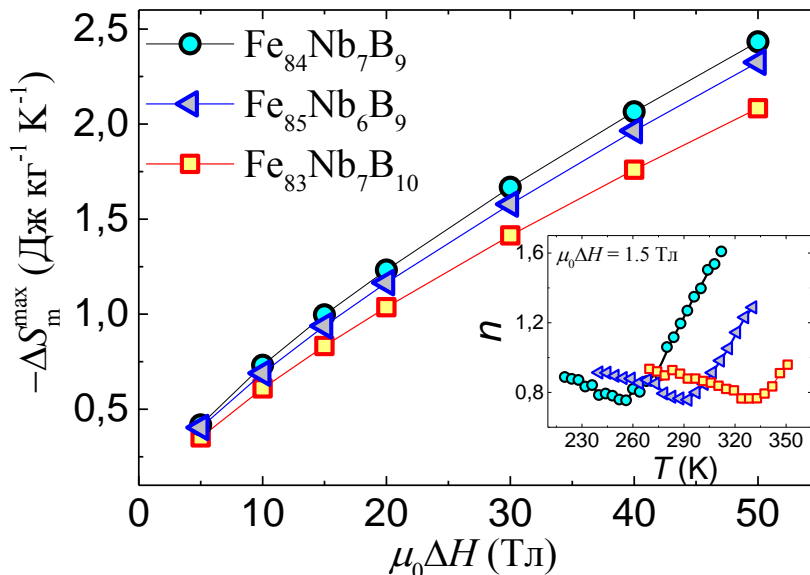 2,5
2,0
1,5
1,0
0,5
−ΔS_m^max (Дж кг⁻¹ К⁻¹)
Fe₈₄Nb₇B₉
Fe₈₅Nb₆B₉
Fe₈₃Nb₇B₁₀
0 10 20 30 40 50
μ₀ΔH (Тл)
1,6
1.2
0.8
n
μ₀ΔH = 1.5 Тл
230 260 290 320 350
T (K)